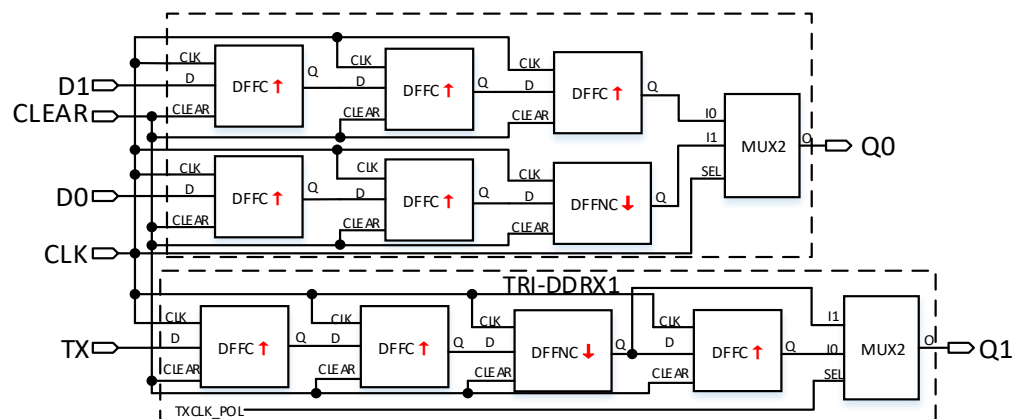 CLK
CLK
CLK
D1
D
DFFC ↑
Q
D
DFFC ↑
Q
D
DFFC ↑
Q
CLEAR
CLEAR
CLEAR
CLEAR
I0
I1
MUX2
O
Q0
SEL
CLK
CLK
CLK
D0
D
DFFC ↑
Q
D
DFFC ↑
Q
D
DFFNC ↓
Q
CLEAR
CLEAR
CLEAR
CLK
TRI-DDRX1
CLK
CLK
CLK
CLK
TX
D
DFFC ↑
Q
D
DFFC ↑
Q
D
DFFNC ↓
Q
D
DFFC ↑
Q
CLEAR
CLEAR
CLEAR
CLEAR
I1
I0
MUX2
O
Q1
SEL
TXCLK_POL